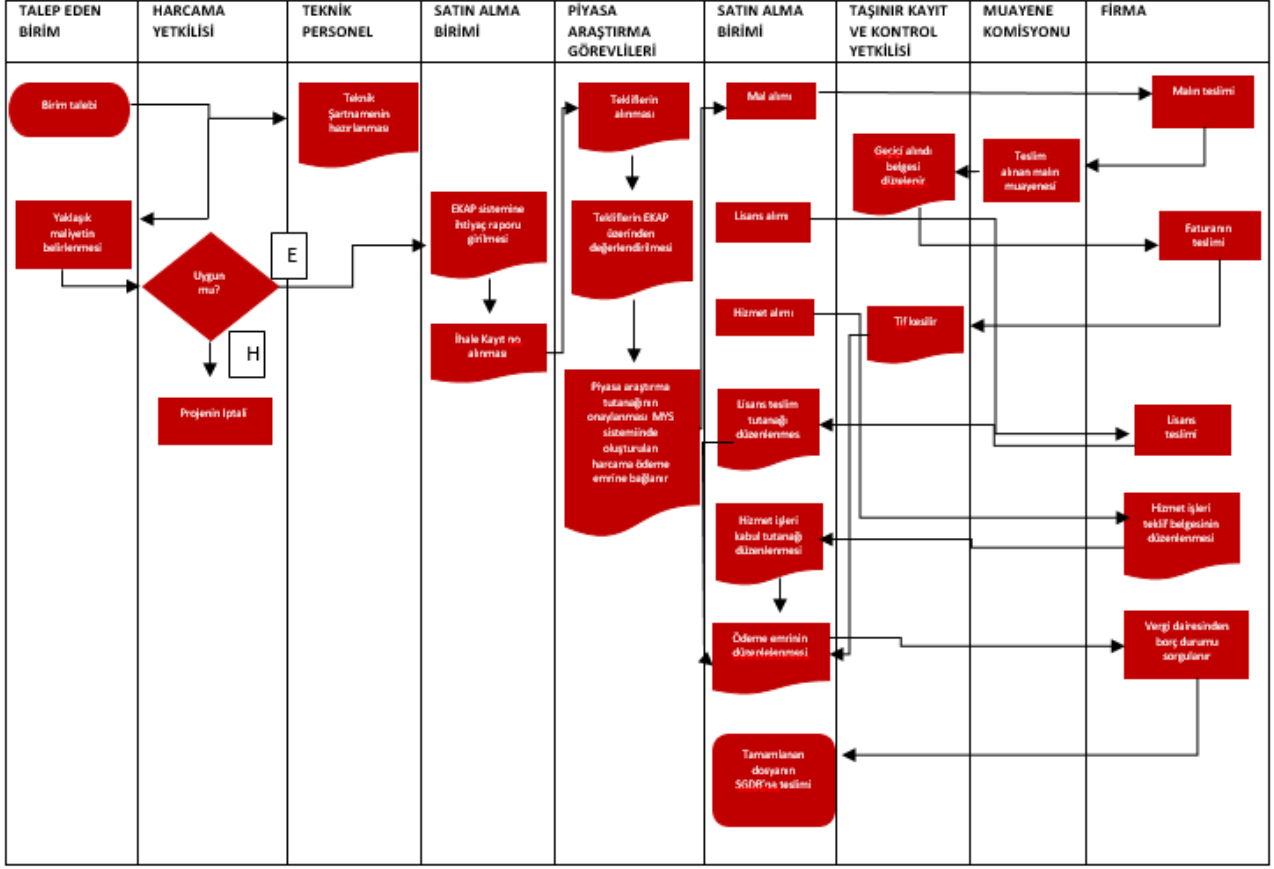 TALEP EDEN
BİRİM
HARCAMA
YETKİLİSİ
TEKNİK
PERSONEL
SATIN ALMA
BİRİMİ
PİYASA
ARAŞTIRMA
GÖREVLİLERİ
SATIN ALMA
BİRİMİ
TAŞINIR KAYIT
VE KONTROL
YETKİLİSİ
MUAYENE
KOMİSYONU
FİRMA
Birim talebi
Yaklaşık
maliyetin
belirlenmesi
Uygun
mu?
E
H
Projenin İptali
Teknik
Şartnamenin
hazırlanması
EKAP sistemine
ihtiyaç raporu
girilmesi
İhale Kayıt no
alınması
Tekliflerin
alınması
Tekliflerin EKAP
üzerinden
değerlendirilmesi
Piyasa araştırma
tutanağının
onaylanması MYS
sistemiinde
oluşturulan
harcama ödeme
emrine bağlanır
Mal alımı
Lisans alımı
Hizmet alımı
Lisans teslim
tutanağı
düzenlenmes
Hizmet işleri
kabul tutanağı
düzenlenmesi
Ödeme emrinin
düzenlelenmesi
Tamamlanan
dosyanın
SGDB'na teslimi
Geçici alındı
belgesi
düzelenir
Tif kesilir
Teslim
alınan malın
muayenesi
Malın teslimi
Faturanın
teslimi
Lisans
teslimi
Hizmet işleri
teklif belgesinin
düzenlenmesi
Vergi dairesinden
borç durumu
sorgulanır